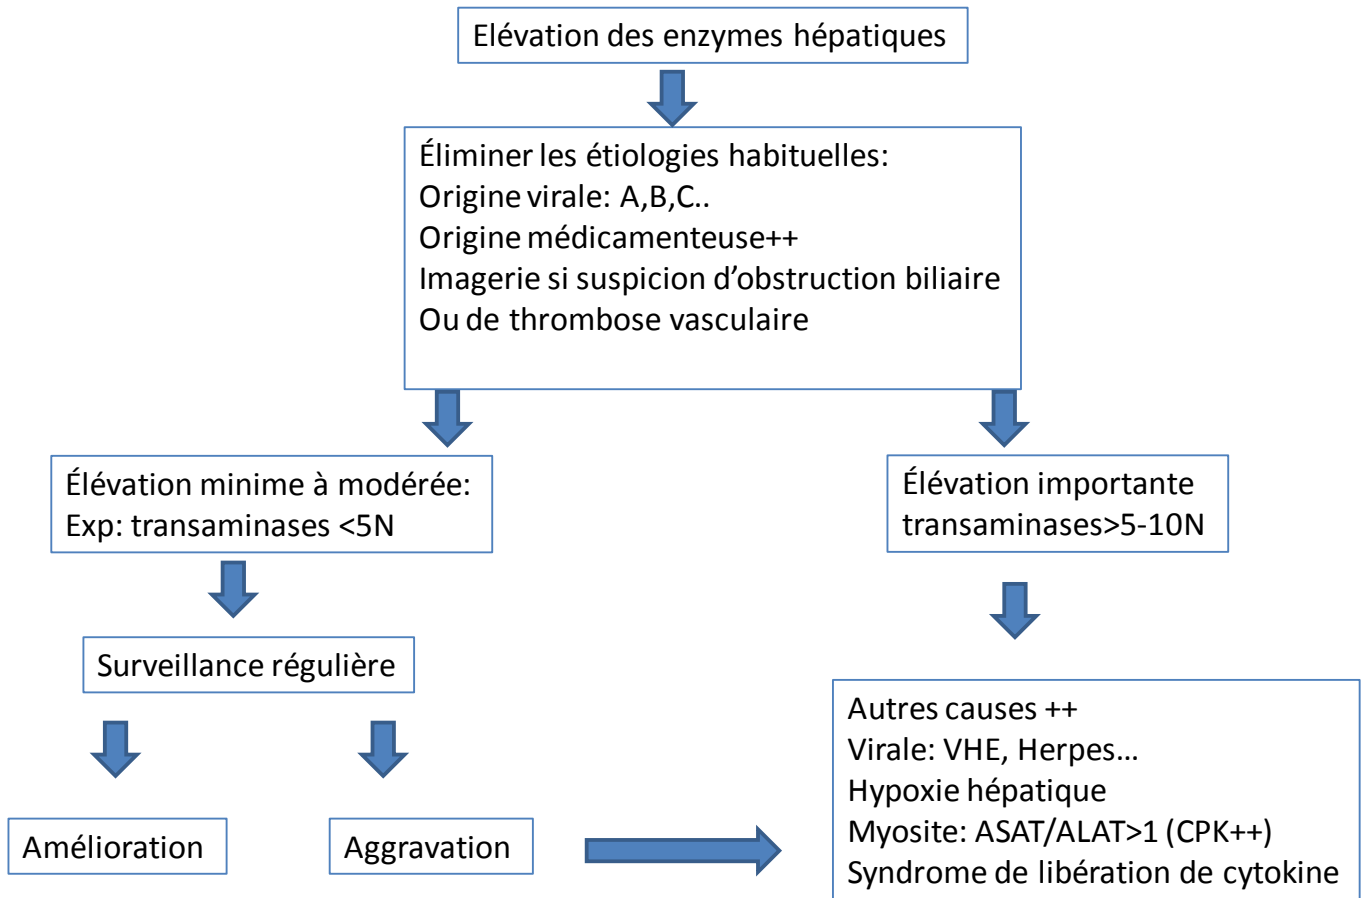 Elévation des enzymes hépatiques
Éliminer les étiologies habituelles:
Origine virale: A,B,C..
Origine médicamenteuse++
Imagerie si suspicion d'obstruction biliaire
Ou de thrombose vasculaire
Élévation minime à modérée:
Exp: transaminases <5N
Élévation importante
transaminases>5-10N
Surveillance régulière
Amélioration
Aggravation
Autres causes ++
Virale: VHE, Herpes...
Hypoxie hépatique
Myosite: ASAT/ALAT>1 (CPK++)
Syndrome de libération de cytokine